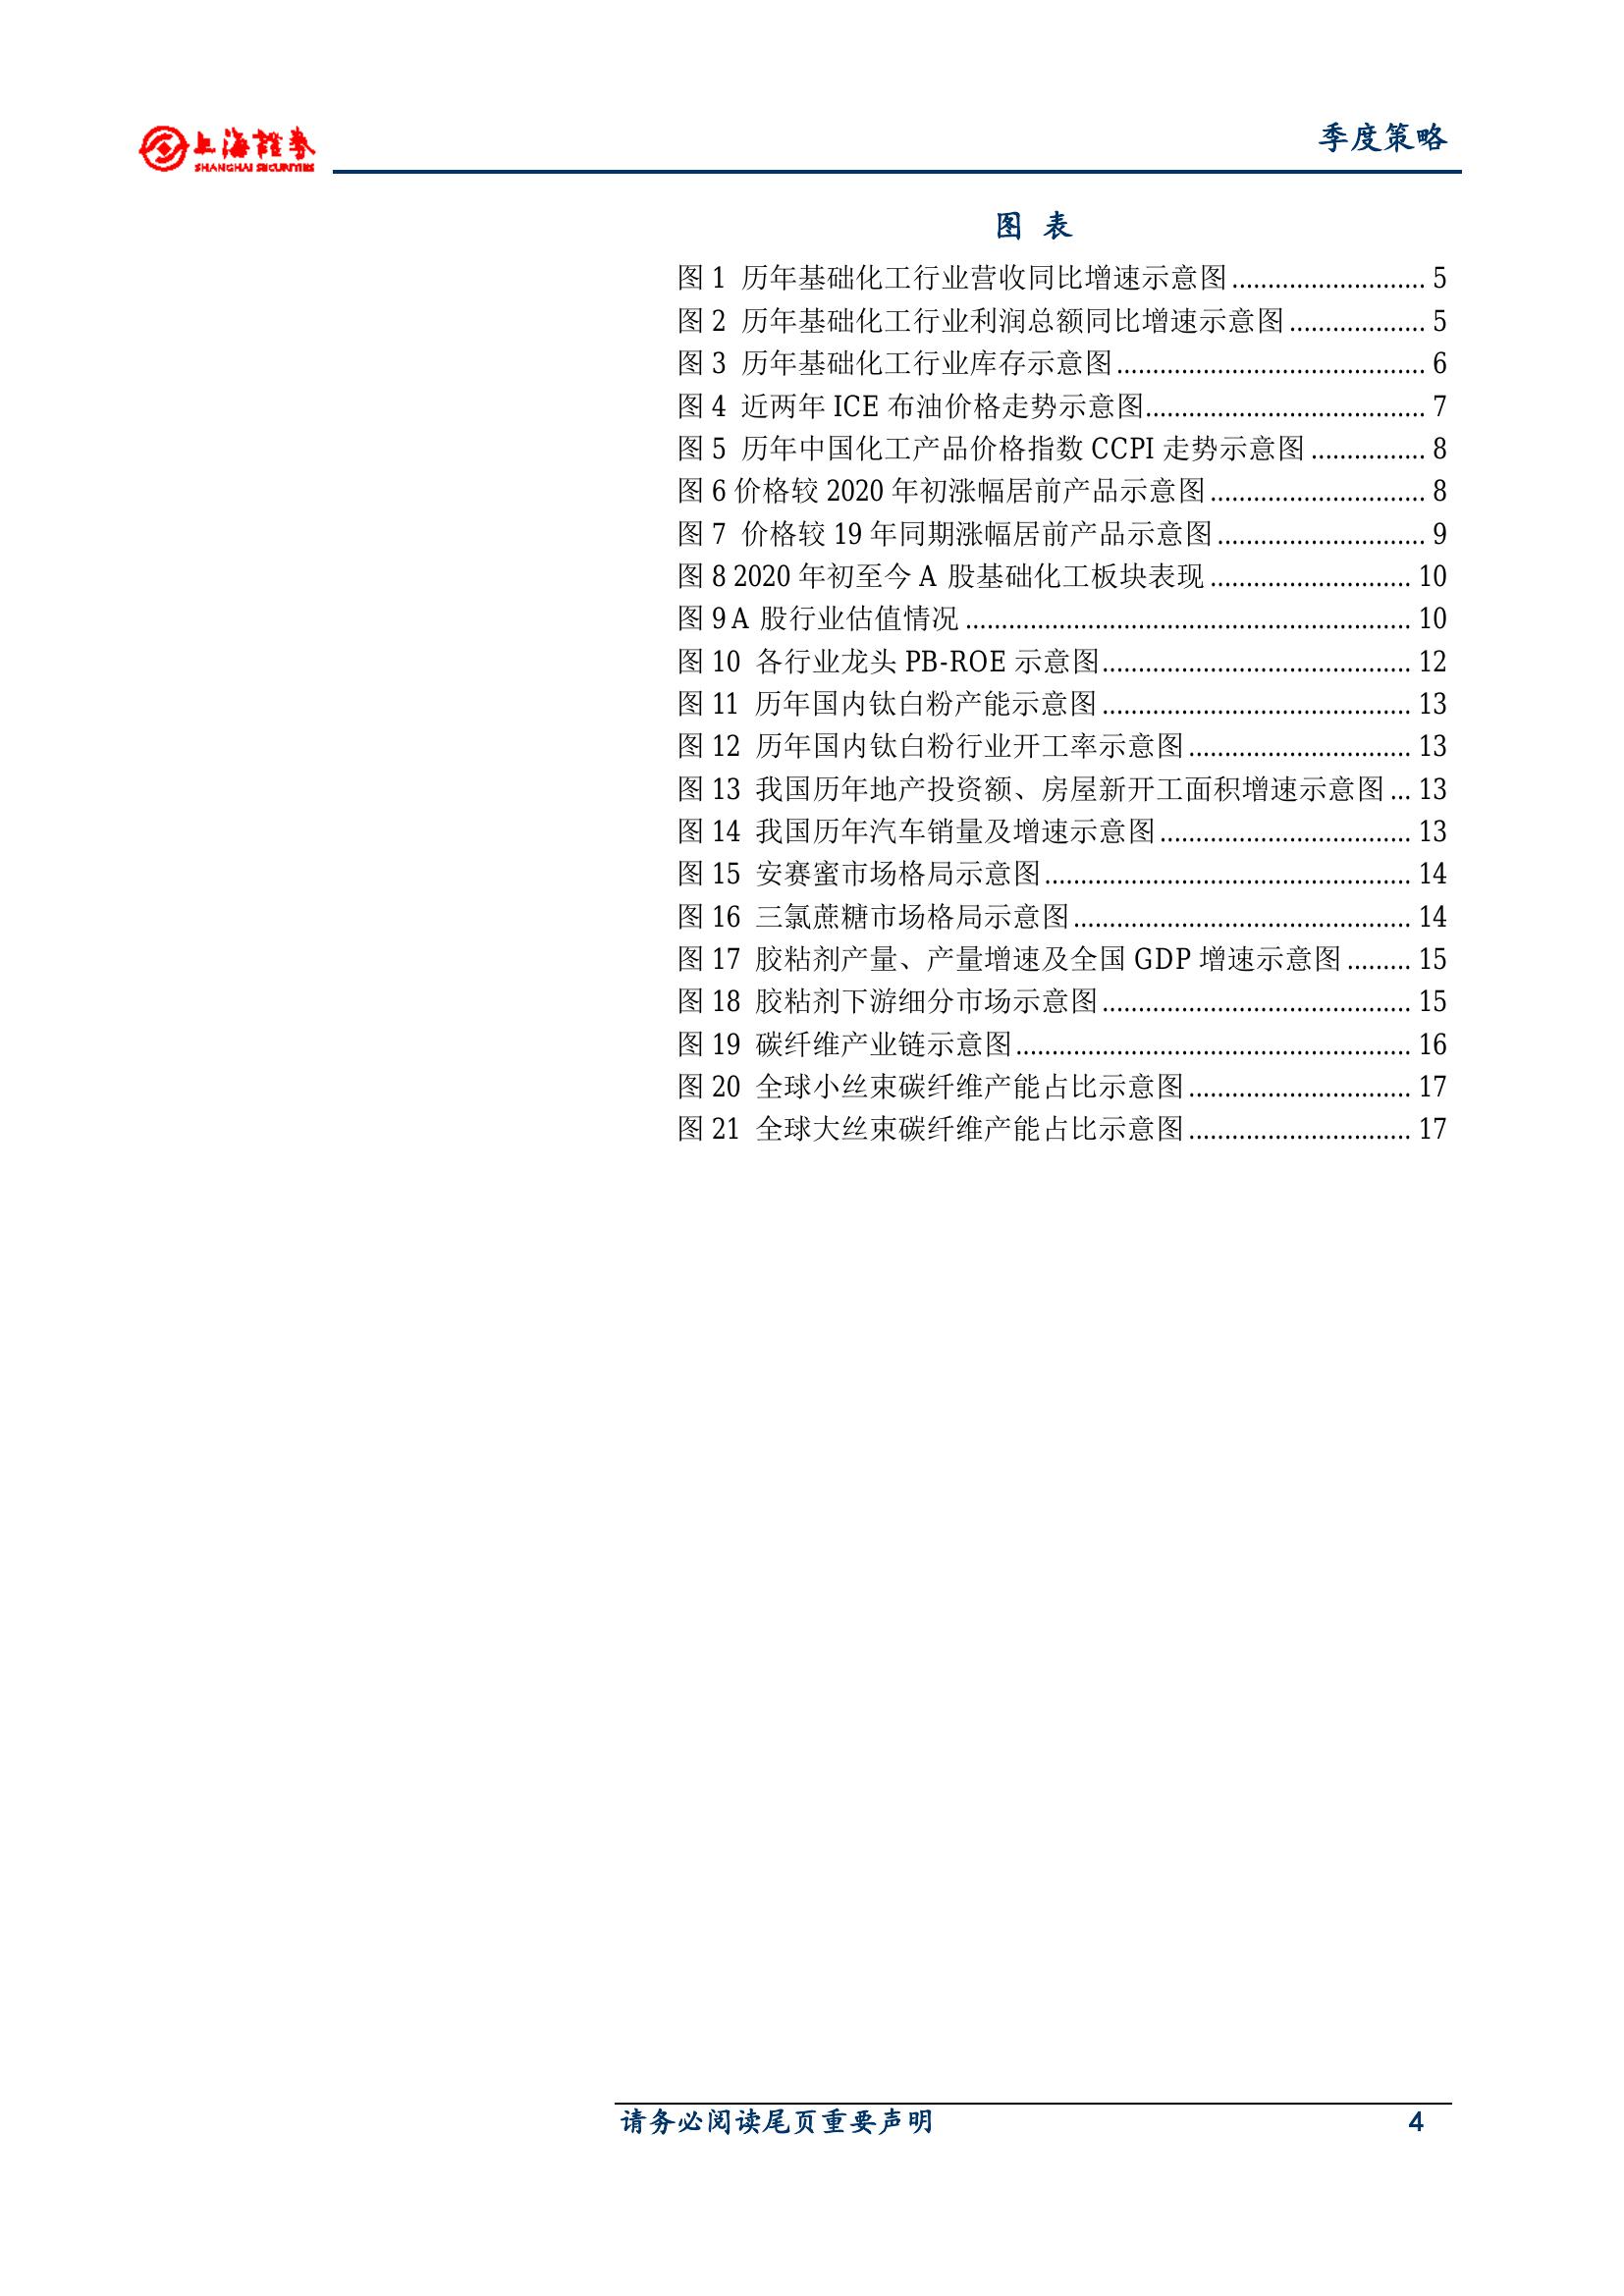 上海證券
SHANGHAI SECURITIES
季度策略
图 表
图 1 历年基础化工行业营收同比增速示意图........................... 5
图 2 历年基础化工行业利润总额同比增速示意图................... 5
图 3 历年基础化工行业库存示意图........................................... 6
图 4 近两年 ICE 布油价格走势示意图....................................... 7
图 5 历年中国化工产品价格指数 CCPI 走势示意图................ 8
图 6 价格较 2020 年初涨幅居前产品示意图.............................. 8
图 7 价格较 19 年同期涨幅居前产品示意图............................. 9
图 8 2020 年初至今 A 股基础化工板块表现............................ 10
图 9 A 股行业估值情况.............................................................. 10
图 10 各行业龙头 PB-ROE 示意图........................................... 12
图 11 历年国内钛白粉产能示意图........................................... 13
图 12 历年国内钛白粉行业开工率示意图............................... 13
图 13 我国历年地产投资额、房屋新开工面积增速示意图... 13
图 14 我国历年汽车销量及增速示意图................................... 13
图 15 安赛蜜市场格局示意图................................................... 14
图 16 三氯蔗糖市场格局示意图............................................... 14
图 17 胶粘剂产量、产量增速及全国 GDP 增速示意图......... 15
图 18 胶粘剂下游细分市场示意图........................................... 15
图 19 碳纤维产业链示意图....................................................... 16
图 20 全球小丝束碳纤维产能占比示意图............................... 17
图 21 全球大丝束碳纤维产能占比示意图............................... 17
请务必阅读尾页重要声明 4